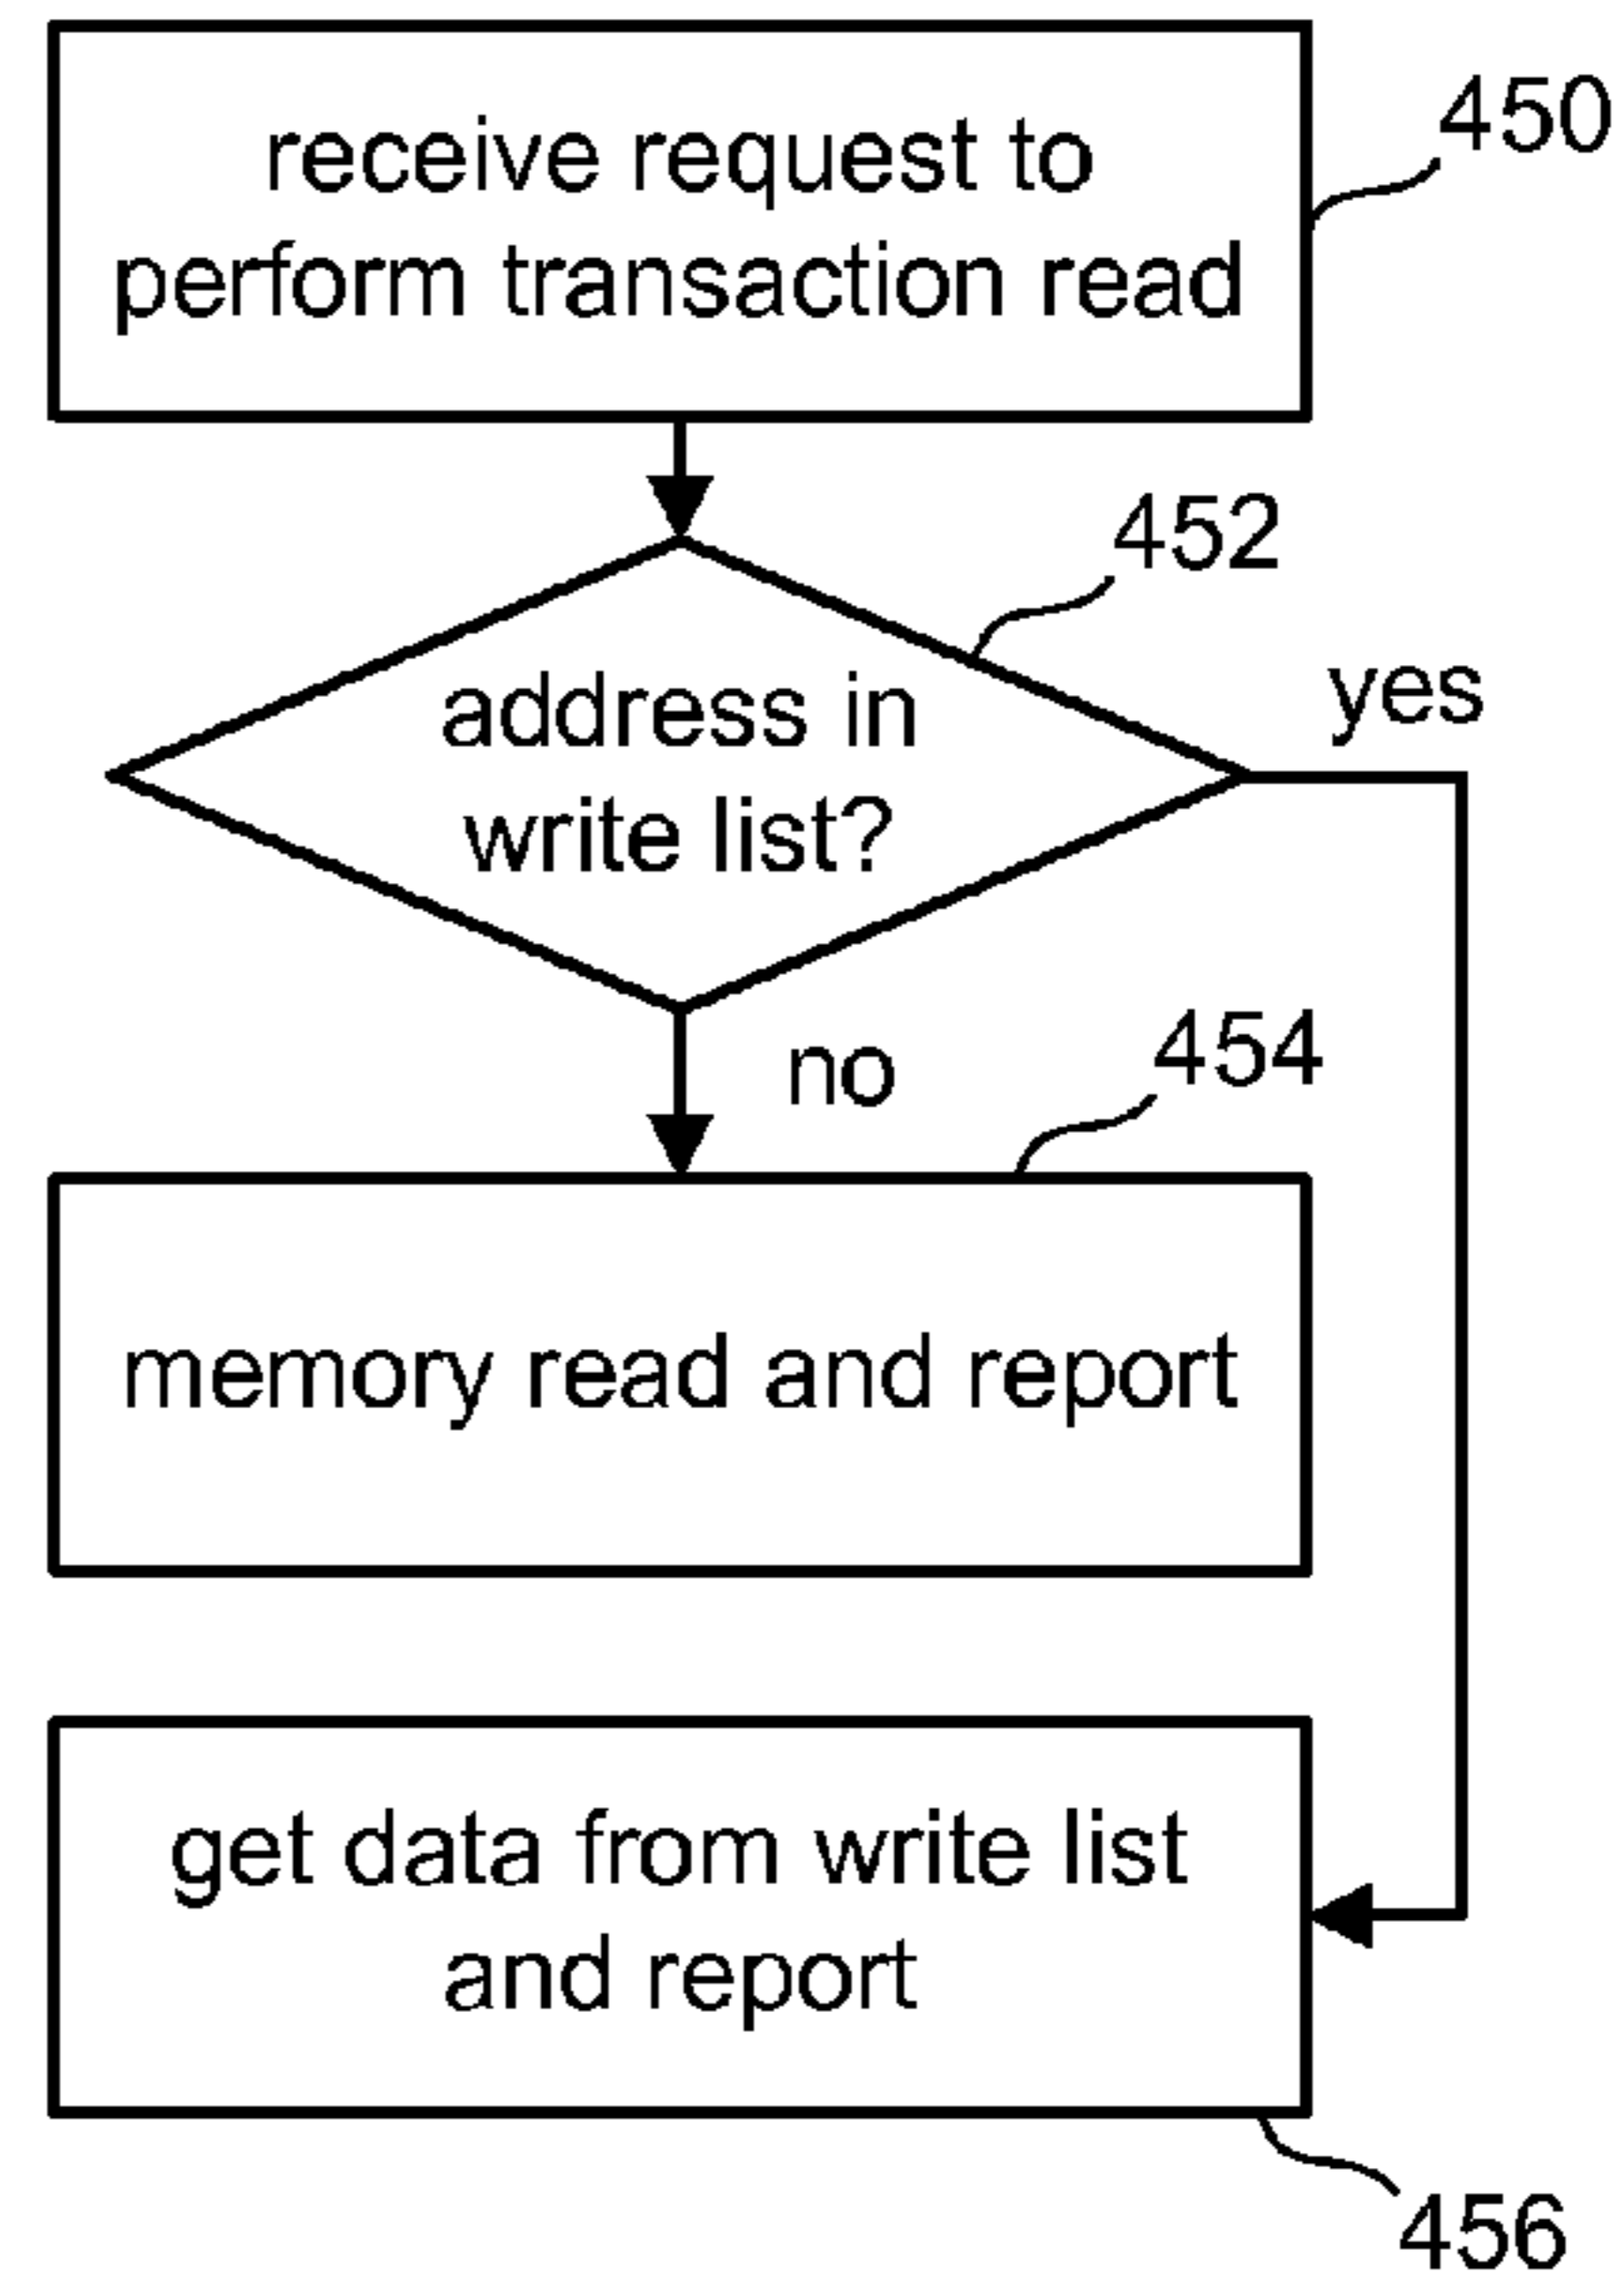 receive request to
perform transaction read
450
452
address in
write list?
yes
no
454
memory read and report
get data from write list
and report
456